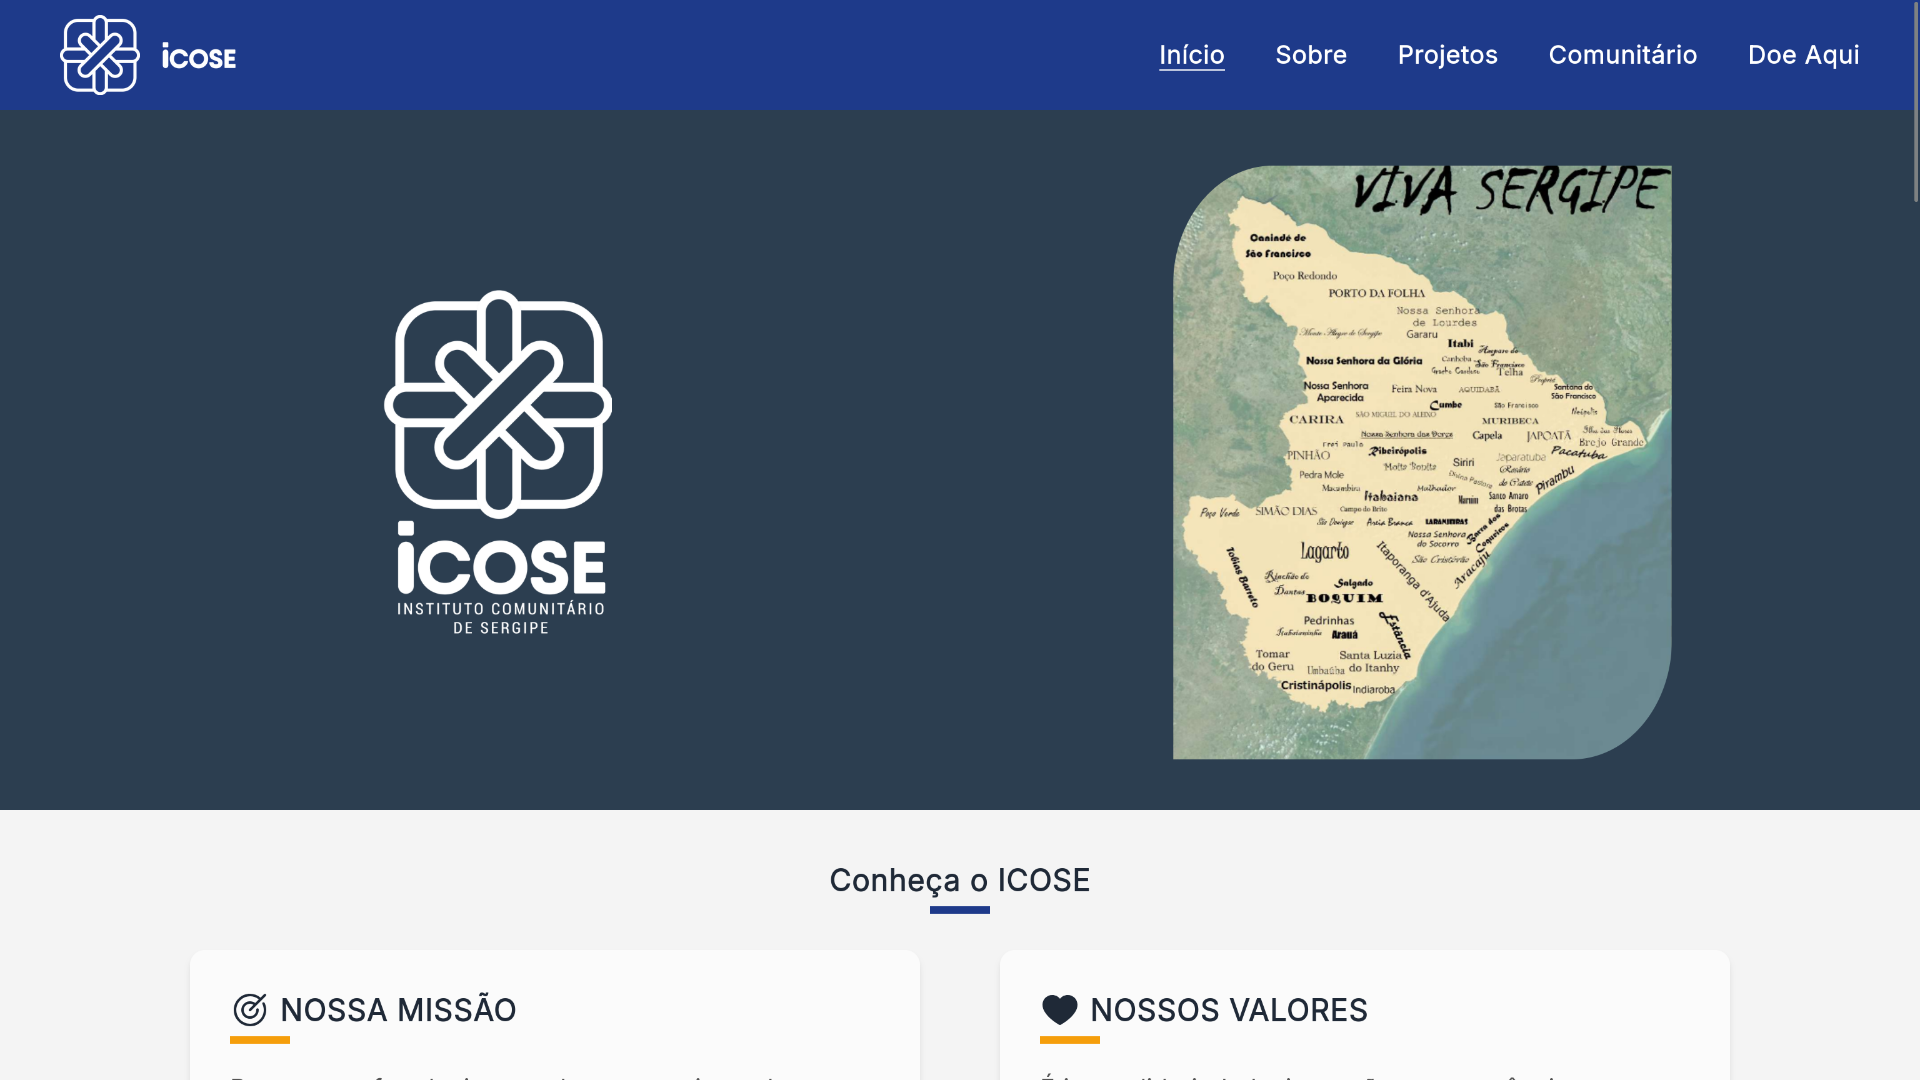 iCOSE
Início
Sobre
Projetos
Comunitário
Doe Aqui
iCOSE
INSTITUTO COMUNITÁRIO
DE SERGIPE
VIVA SERGIPE
Canindé de
São Francisco
Poço Redondo
PORTO DA FOLHA
Nossa Senhora
de Lourdes
Monte Alegre de Sergipe
Gararu
Itabi
Amparo de
São Francisco
Nossa Senhora da Glória
Canhoba
Graccho Cardoso
Telha
Propriá
Nossa Senhora
Aparecida
Feira Nova
AQUIDABÃ
Santana do
São Francisco
Cumbe
São Francisco
Neópolis
CARIRA
SÃO MIGUEL DO ALEIXO
MURIBECA
Ilha das Flores
Nossa Senhora das Dores
Capela
JAPOATÃ
Brejo Grande
Frei Paulo
PINHÃO
Ribeirópolis
Moita Bonita
Siriri
Japaratuba
Pacatuba
Pedra Mole
Divina Pastora
Rosário
do Catete
Pirambu
Macambira
Itabaiana
Malhador
Maruim
Santo Amaro
das Brotas
Poço Verde
SIMÃO DIAS
Campo do Brito
São Domingos
Areia Branca
LARANJEIRAS
Barra dos
Coqueiros
Nossa Senhora
do Socorro
Lagarto
Itaporanga d'Ajuda
São Cristóvão
Aracaju
Tobias Barreto
Riachão do
Dantas
Salgado
BOQUIM
Pedrinhas
Estância
Itabaianinha
Arauá
Tomar
do Geru
Santa Luzia
do Itanhy
Umbaúba
Cristinápolis
Indiaroba
Conheça o ICOSE
NOSSA MISSÃO
NOSSOS VALORES